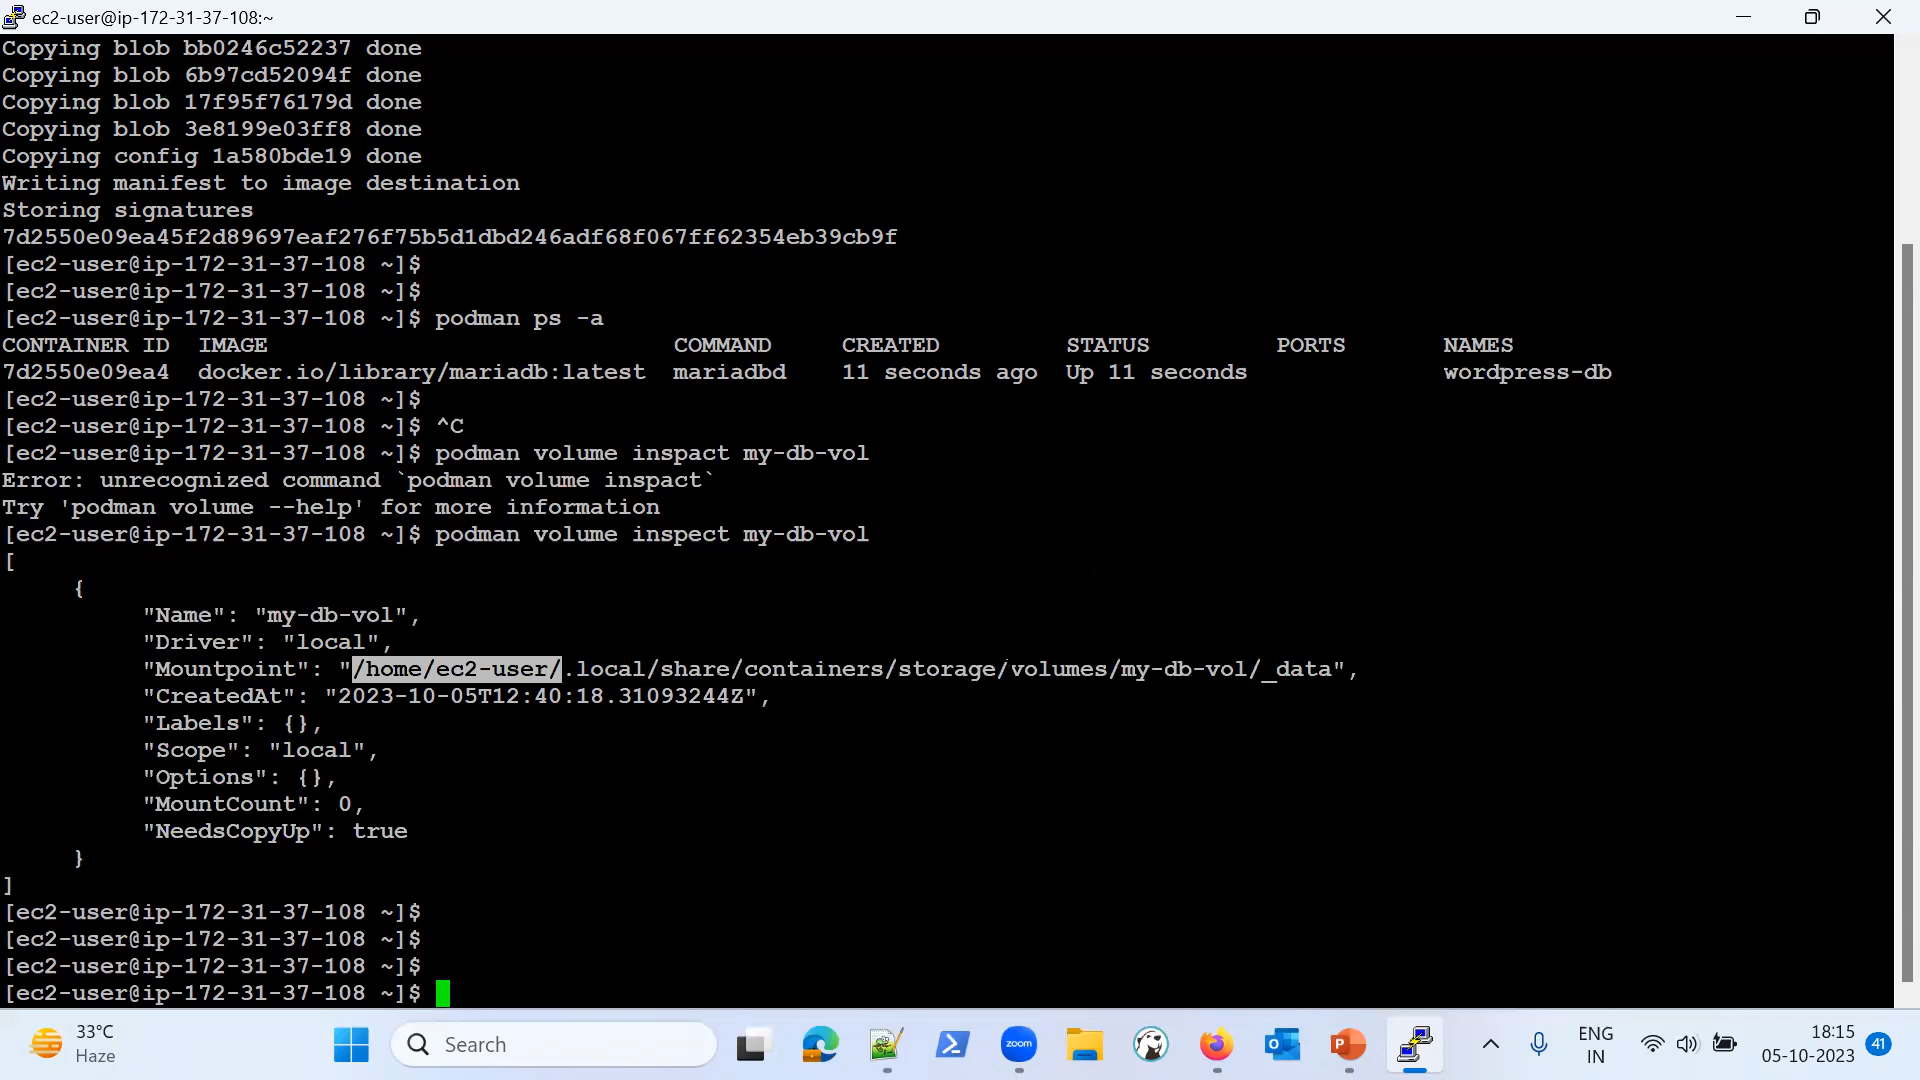 ec2-user@ip-172-31-37-108:~
Copying blob bb0246c52237 done
Copying blob 6b97cd52094f done
Copying blob 17f95f76179d done
Copying blob 3e8199e03ff8 done
Copying config 1a580bde19 done
Writing manifest to image destination
Storing signatures
7d2550e09ea45f2d89697eaf276f75b5d1dbd246adf68f067ff62354eb39cb9f
[ec2-user@ip-172-31-37-108 ~]$
[ec2-user@ip-172-31-37-108 ~]$
[ec2-user@ip-172-31-37-108 ~]$ podman ps -a
CONTAINER ID  IMAGE                             COMMAND     CREATED         STATUS         PORTS       NAMES
7d2550e09ea4  docker.io/library/mariadb:latest  mariadbd    11 seconds ago  Up 11 seconds              wordpress-db
[ec2-user@ip-172-31-37-108 ~]$
[ec2-user@ip-172-31-37-108 ~]$ ^C
[ec2-user@ip-172-31-37-108 ~]$ podman volume inspact my-db-vol
Error: unrecognized command `podman volume inspact`
Try 'podman volume --help' for more information
[ec2-user@ip-172-31-37-108 ~]$ podman volume inspect my-db-vol
[
     {
          "Name": "my-db-vol",
          "Driver": "local",
          "Mountpoint": "/home/ec2-user/.local/share/containers/storage/volumes/my-db-vol/_data",
          "CreatedAt": "2023-10-05T12:40:18.31093244Z",
          "Labels": {},
          "Scope": "local",
          "Options": {},
          "MountCount": 0,
          "NeedsCopyUp": true
     }
]
[ec2-user@ip-172-31-37-108 ~]$
[ec2-user@ip-172-31-37-108 ~]$
[ec2-user@ip-172-31-37-108 ~]$
[ec2-user@ip-172-31-37-108 ~]$
33°C
Haze
Search
zoom
ENG
IN
18:15
05-10-2023
41